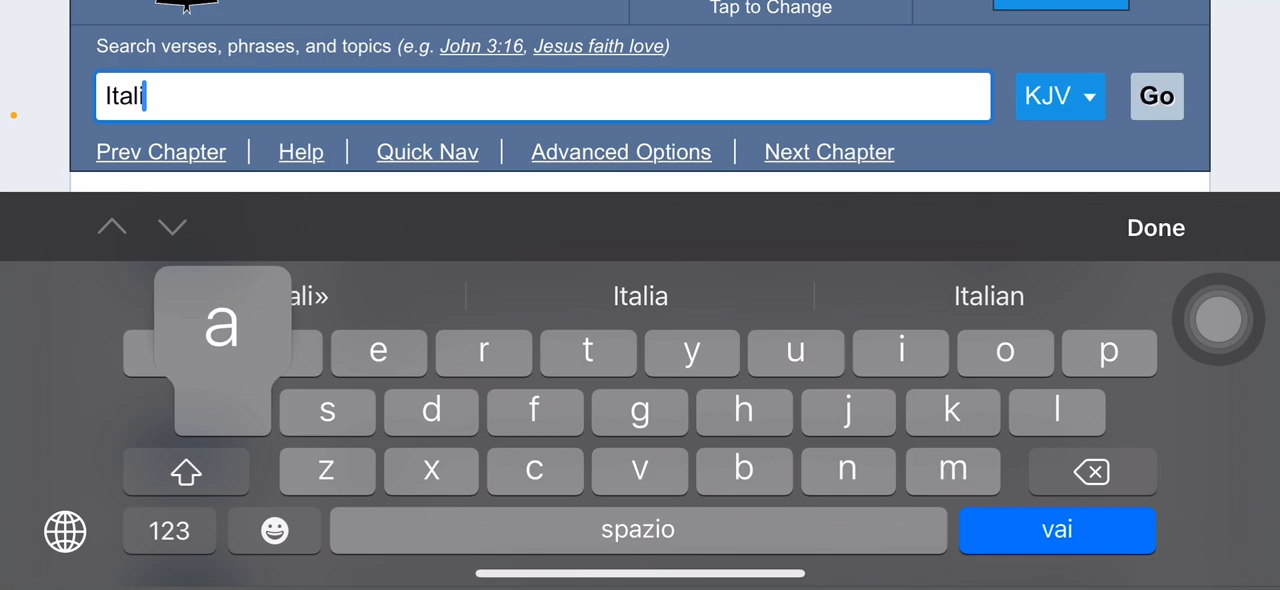 Tap to Change
Search verses, phrases, and topics (e.g. John 3:16, Jesus faith love)
Itali
KJV
Go
Prev Chapter | Help | Quick Nav | Advanced Options | Next Chapter
Done
ali» Italia Italian
a
e r t y u i o p
s d f g h j k l
z x c v b n m
123 spazio vai